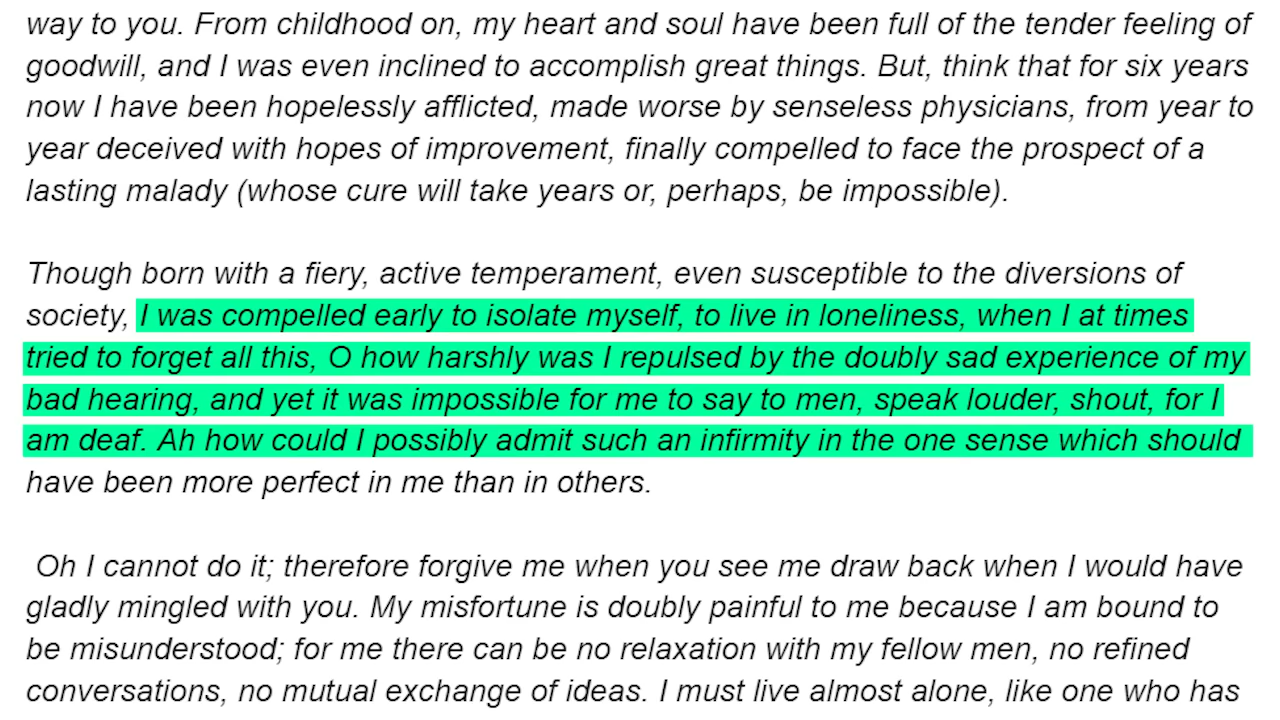 way to you. From childhood on, my heart and soul have been full of the tender feeling of
goodwill, and I was even inclined to accomplish great things. But, think that for six years
now I have been hopelessly afflicted, made worse by senseless physicians, from year to
year deceived with hopes of improvement, finally compelled to face the prospect of a
lasting malady (whose cure will take years or, perhaps, be impossible).
Though born with a fiery, active temperament, even susceptible to the diversions of
society, I was compelled early to isolate myself, to live in loneliness, when I at times
tried to forget all this, O how harshly was I repulsed by the doubly sad experience of my
bad hearing, and yet it was impossible for me to say to men, speak louder, shout, for I
am deaf. Ah how could I possibly admit such an infirmity in the one sense which should
have been more perfect in me than in others.
Oh I cannot do it; therefore forgive me when you see me draw back when I would have
gladly mingled with you. My misfortune is doubly painful to me because I am bound to
be misunderstood; for me there can be no relaxation with my fellow men, no refined
conversations, no mutual exchange of ideas. I must live almost alone, like one who has